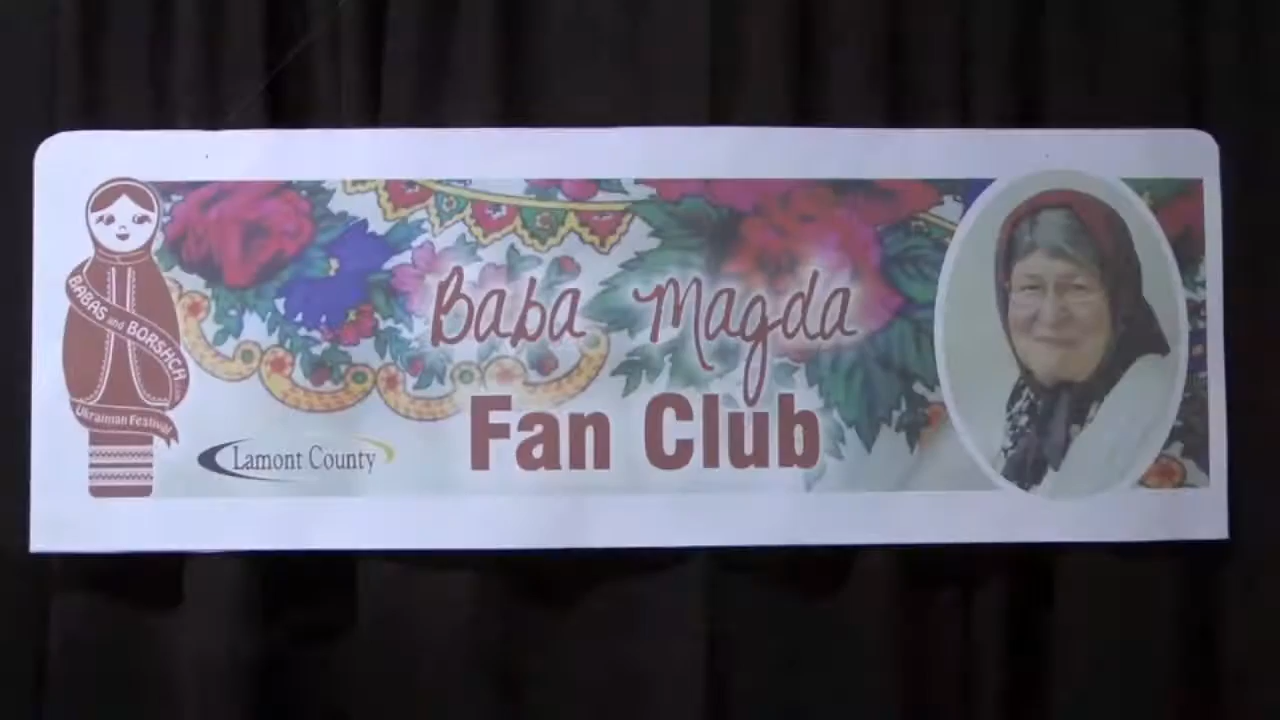 BABAS and BORSHCH
Ukrainian Festival
Lamont County
Baba Magda
Fan Club